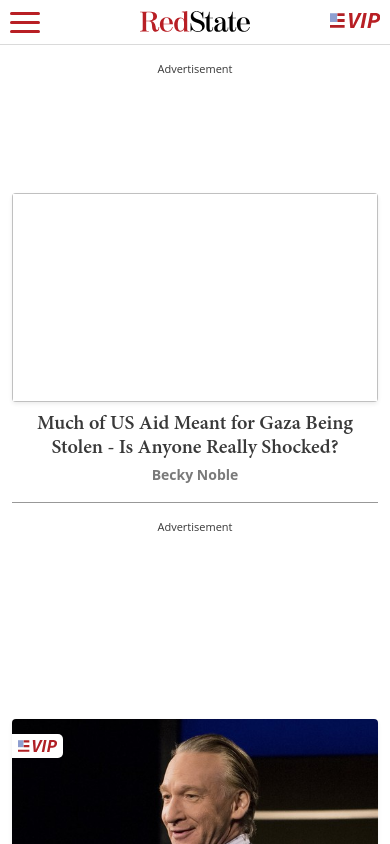 RedState
VIP
Advertisement
Much of US Aid Meant for Gaza Being
Stolen - Is Anyone Really Shocked?
Becky Noble
Advertisement
VIP